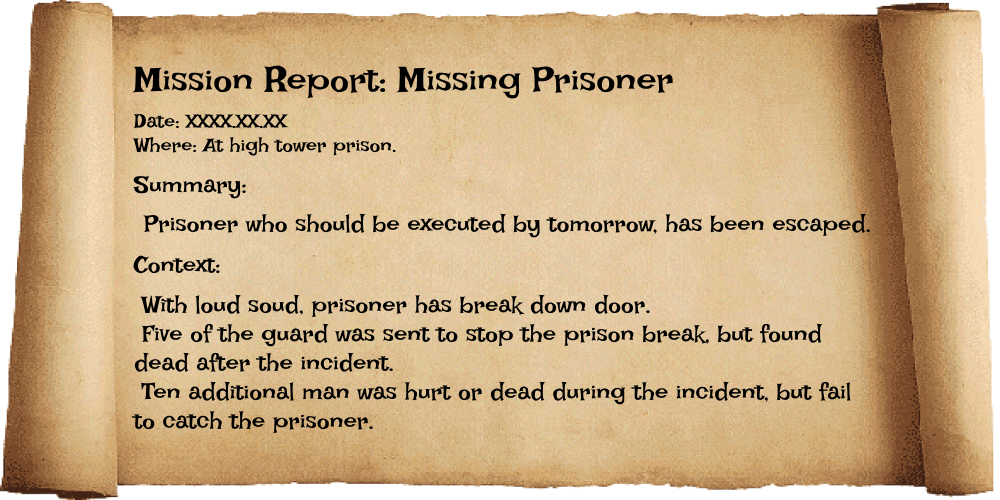 Mission Report: Missing Prisoner
Date: XXXX.XX.XX
Where: At high tower prison.
Summary:
Prisoner who should be executed by tomorrow, has been escaped.
Context:
With loud soud, prisoner has break down door.
Five of the guard was sent to stop the prison break, but found
dead after the incident.
Ten additional man was hurt or dead during the incident, but fail
to catch the prisoner.